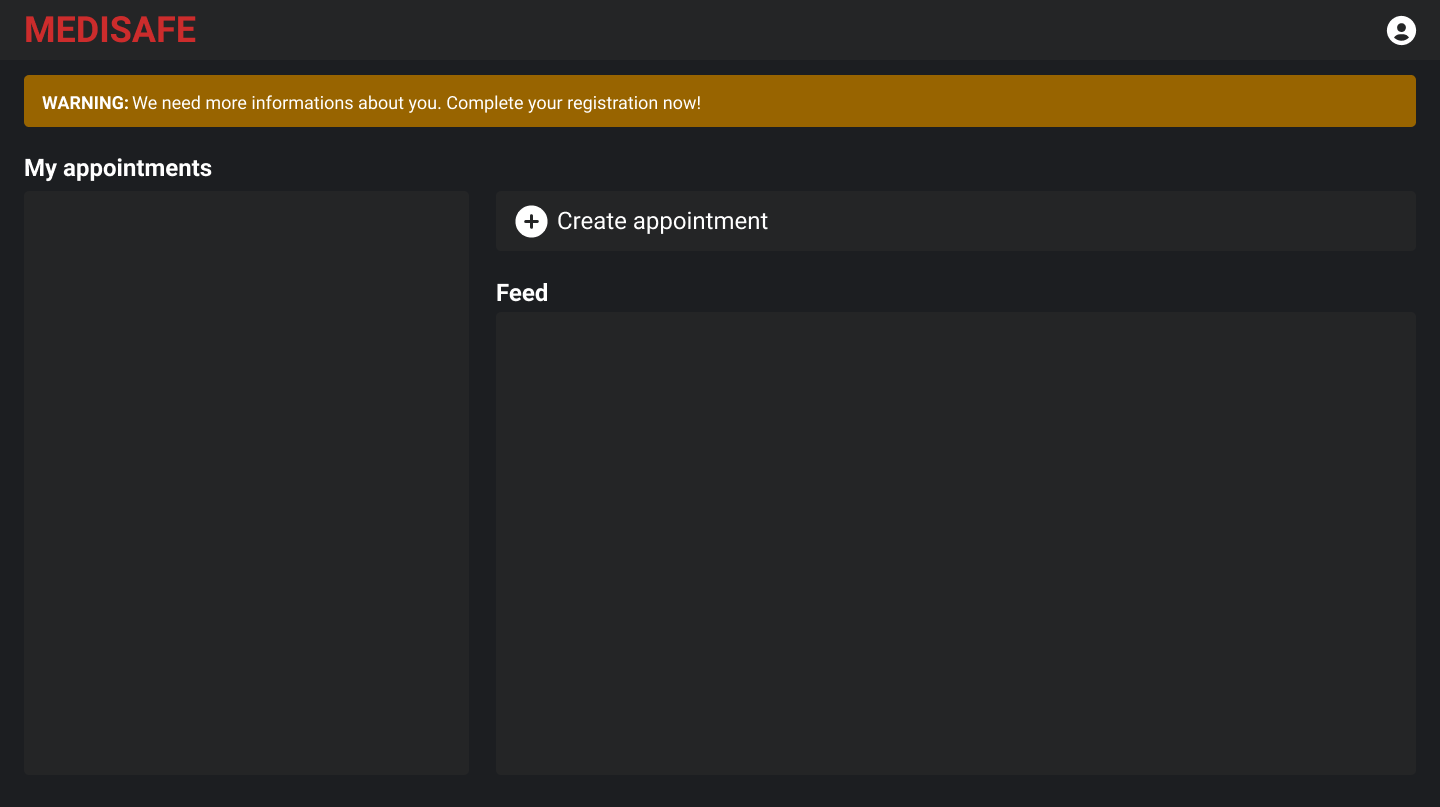 MEDISAFE
WARNING: We need more informations about you. Complete your registration now!
My appointments
Create appointment
Feed